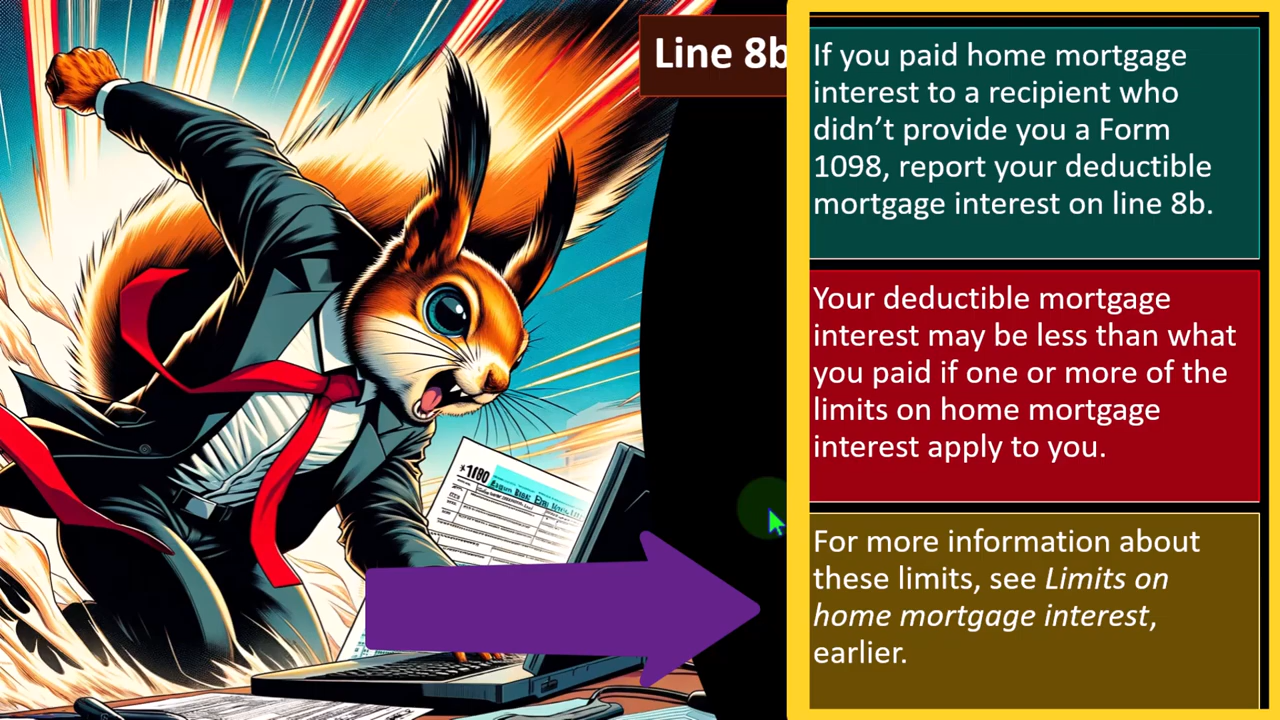 Line 8b
If you paid home mortgage
interest to a recipient who
didn’t provide you a Form
1098, report your deductible
mortgage interest on line 8b.
Your deductible mortgage
interest may be less than what
you paid if one or more of the
limits on home mortgage
interest apply to you.
For more information about
these limits, see Limits on
home mortgage interest,
earlier.